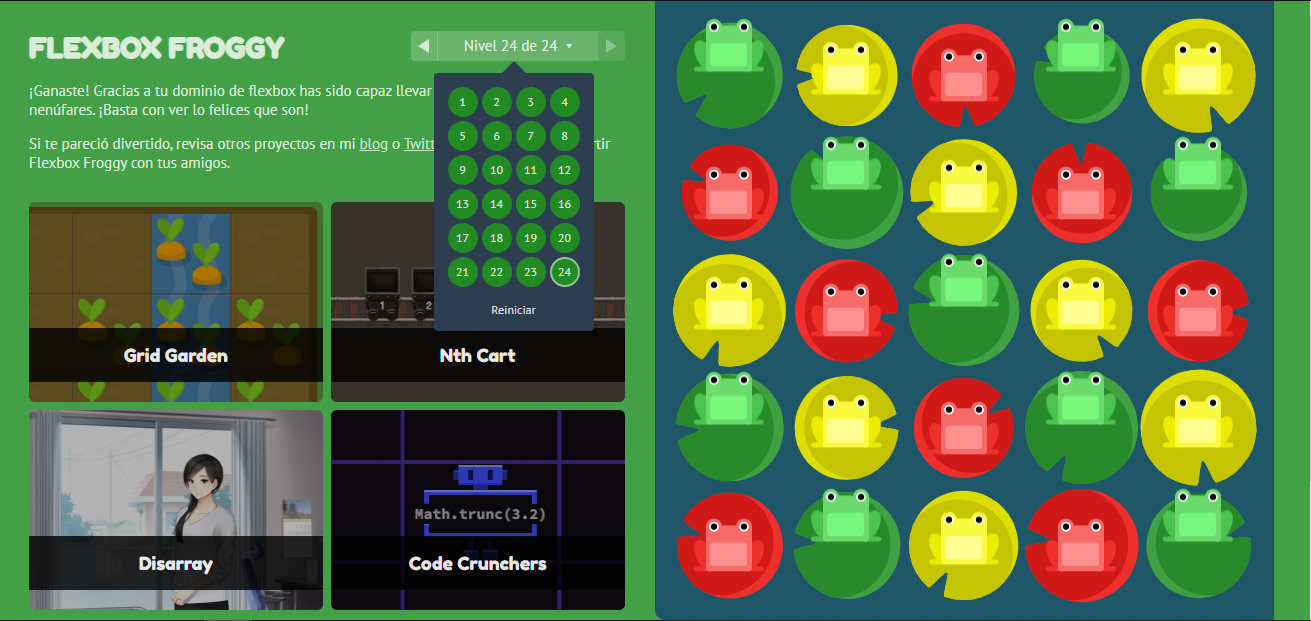 FLEXBOX FROGGY
◀ Nivel 24 de 24 ▼ ▶
¡Ganaste! Gracias a tu dominio de flexbox has sido capaz llevar
nenúfares. ¡Basta con ver lo felices que son!
Si te pareció divertido, revisa otros proyectos en mi blog o
Flexbox Froggy con tus amigos.
1 2 3 4
5 6 7 8
9 10 11 12
13 14 15 16
17 18 19 20
21 22 23 24
Reiniciar
1 2
Grid Garden
Nth Cart
Math.trunc(3.2)
Disarray
Code Crunchers